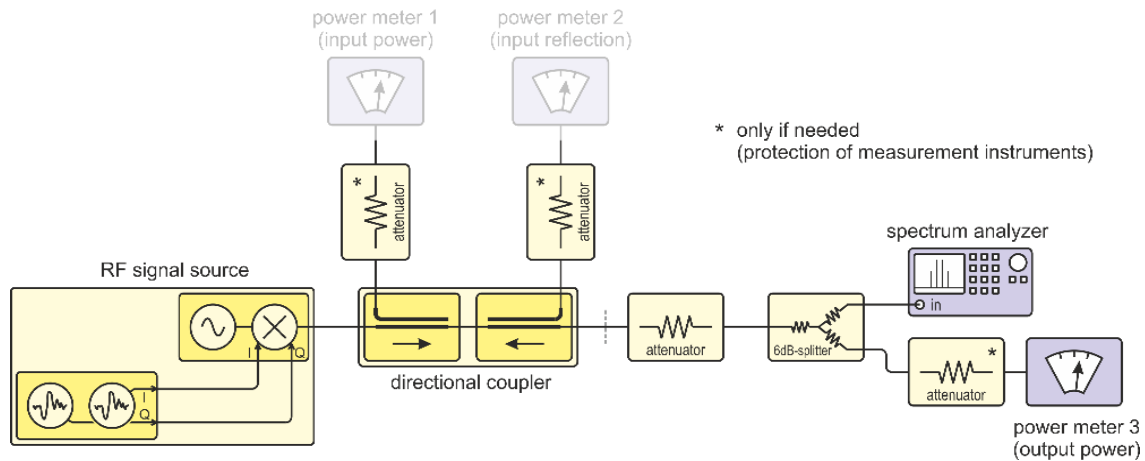 power meter 1
(input power)
power meter 2
(input reflection)
* only if needed
(protection of measurement instruments)
*
attenuator
*
attenuator
spectrum analyzer
in
RF signal source
I
Q
I
Q
directional coupler
attenuator
6dB-splitter
*
attenuator
power meter 3
(output power)